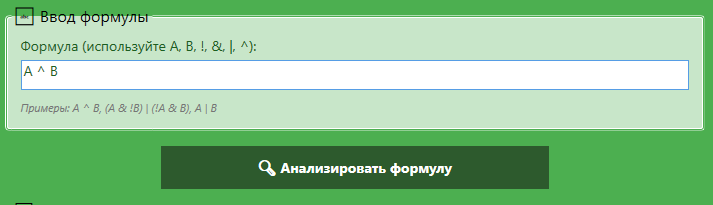 Ввод формулы
Формула (используйте A, B, !, &, |, ^):
A ^ B
Примеры: A ^ B, (A & !B) | (!A & B), A | B
Анализировать формулу